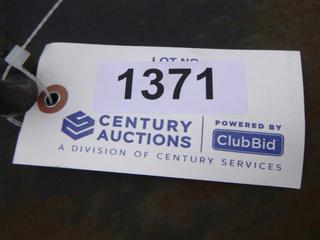 LOT NO.
1371
CENTURY
AUCTIONS
A DIVISION OF CENTURY SERVICES
POWERED BY
ClubBid